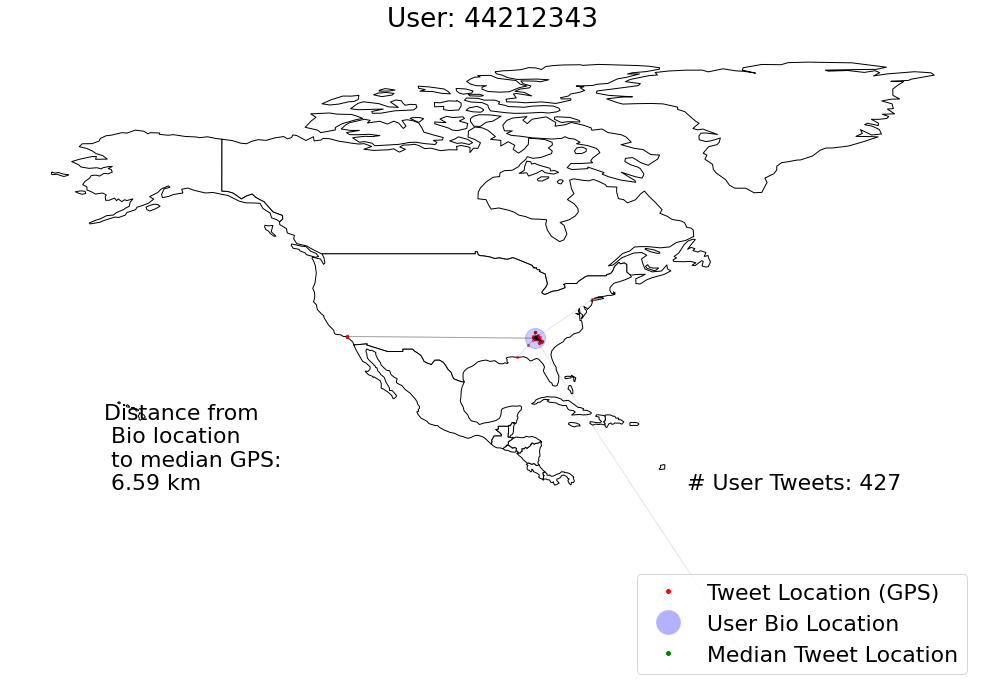 User: 44212343
Distance from
Bio location
to median GPS:
6.59 km
# User Tweets: 427
Tweet Location (GPS)
User Bio Location
Median Tweet Location